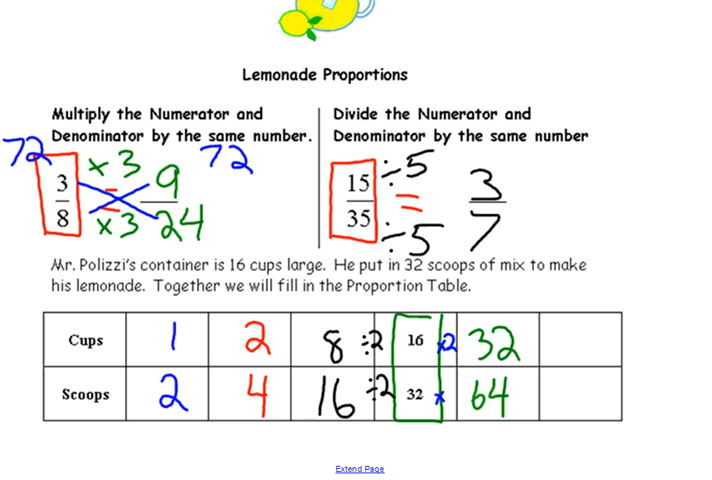 Lemonade Proportions
Multiply the Numerator and
Denominator by the same number.
72 72
×3
3/8 = 9/24
×3
Divide the Numerator and
Denominator by the same number
÷5
15/35 = 3/7
÷5
Mr. Polizzi's container is 16 cups large. He put in 32 scoops of mix to make
his lemonade. Together we will fill in the Proportion Table.
Cups 1 2 8 ÷2 16 x2 32
Scoops 2 4 16 ÷2 32 x 64
Extend Page